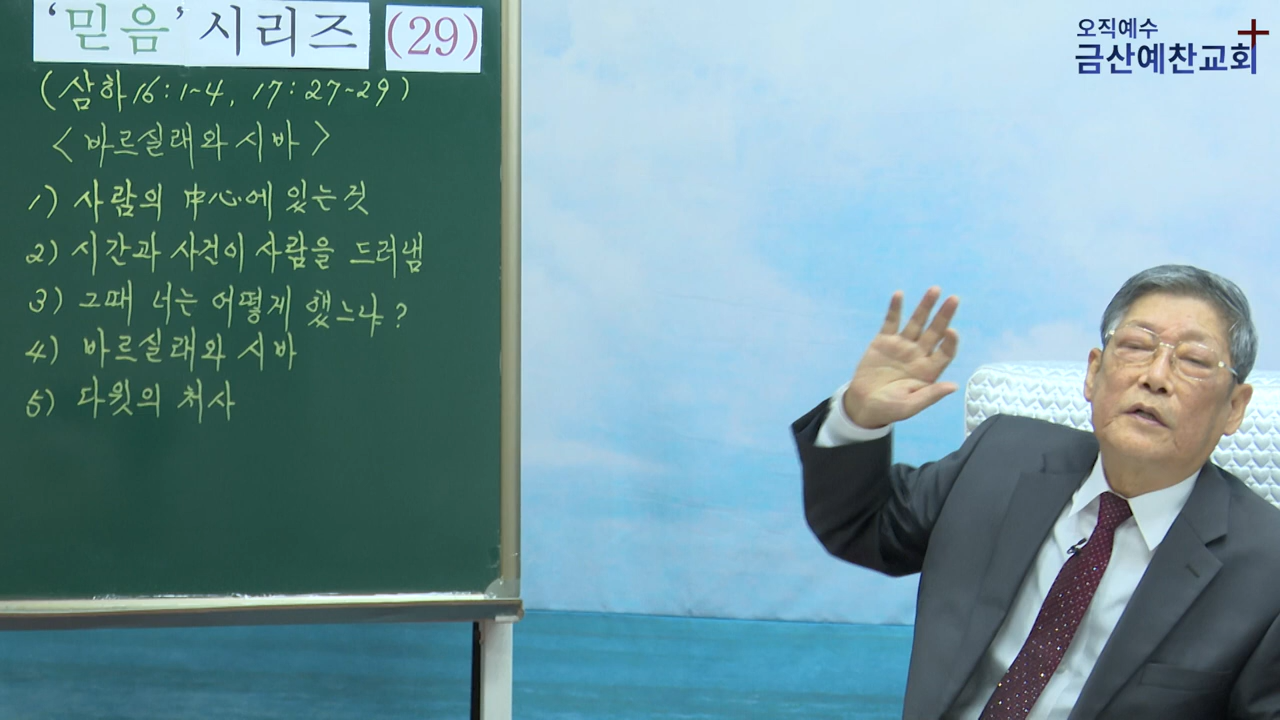 '믿음' 시리즈 (29)
(삼하 16:1~4, 17:27~29)
<바르실래와 시바>
1) 사람의 中心에 있는 것
2) 시간과 사건이 사람을 드러냄
3) 그때 너는 어떻게 했느냐?
4) 바르실래와 시바
5) 다윗의 처사
오직예수
금산예찬교회